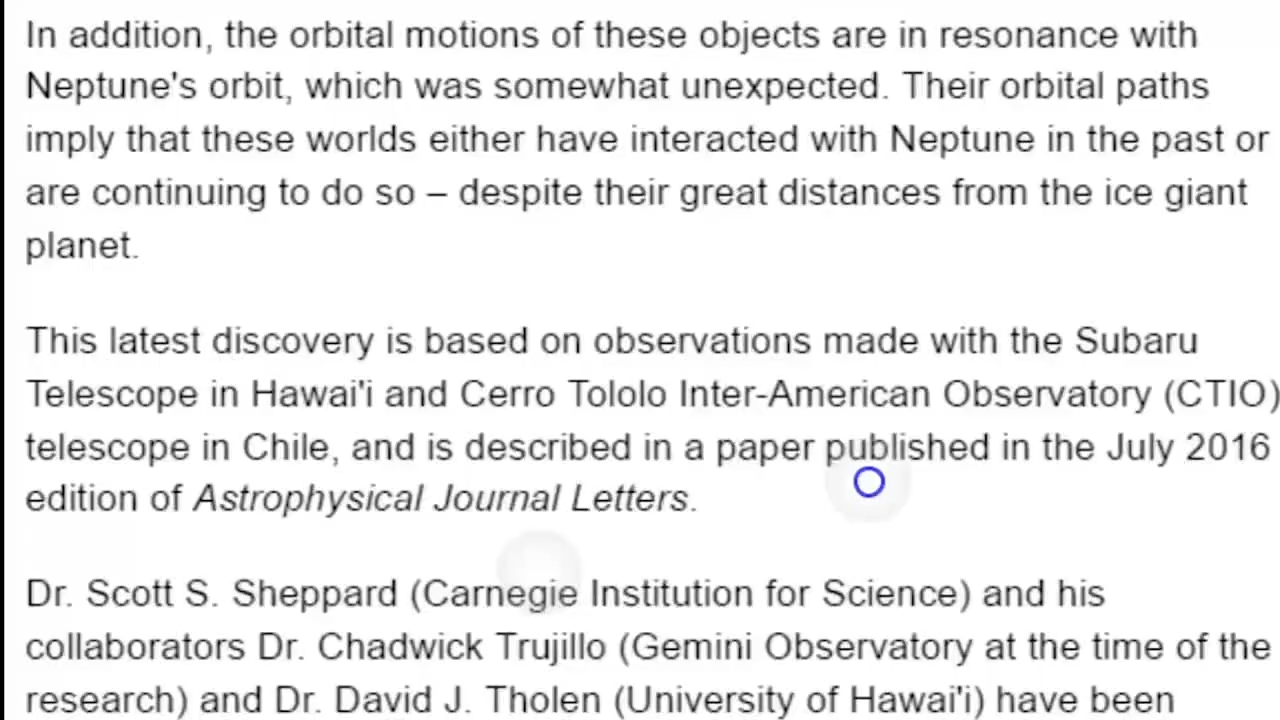 In addition, the orbital motions of these objects are in resonance with
Neptune's orbit, which was somewhat unexpected. Their orbital paths
imply that these worlds either have interacted with Neptune in the past or
are continuing to do so – despite their great distances from the ice giant
planet.
This latest discovery is based on observations made with the Subaru
Telescope in Hawai'i and Cerro Tololo Inter-American Observatory (CTIO)
telescope in Chile, and is described in a paper published in the July 2016
edition of Astrophysical Journal Letters.
Dr. Scott S. Sheppard (Carnegie Institution for Science) and his
collaborators Dr. Chadwick Trujillo (Gemini Observatory at the time of the
research) and Dr. David J. Tholen (University of Hawai'i) have been